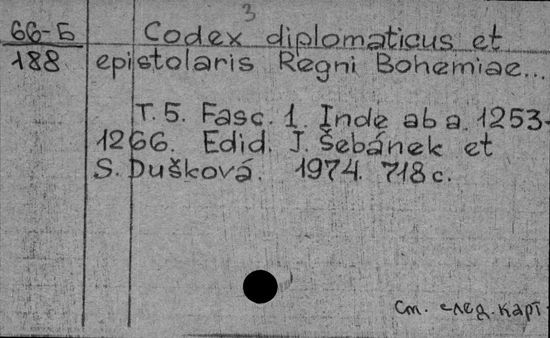 3
66-Б Codex diplomaticus et
188 epistolaris Regni Bohemiae...
T. 5. Fasc. 1. Inde ab a. 1253-
1266. Edid. J. Šebánek et
S. Dušková. 1974. 718 с.
Ст. след. карт.